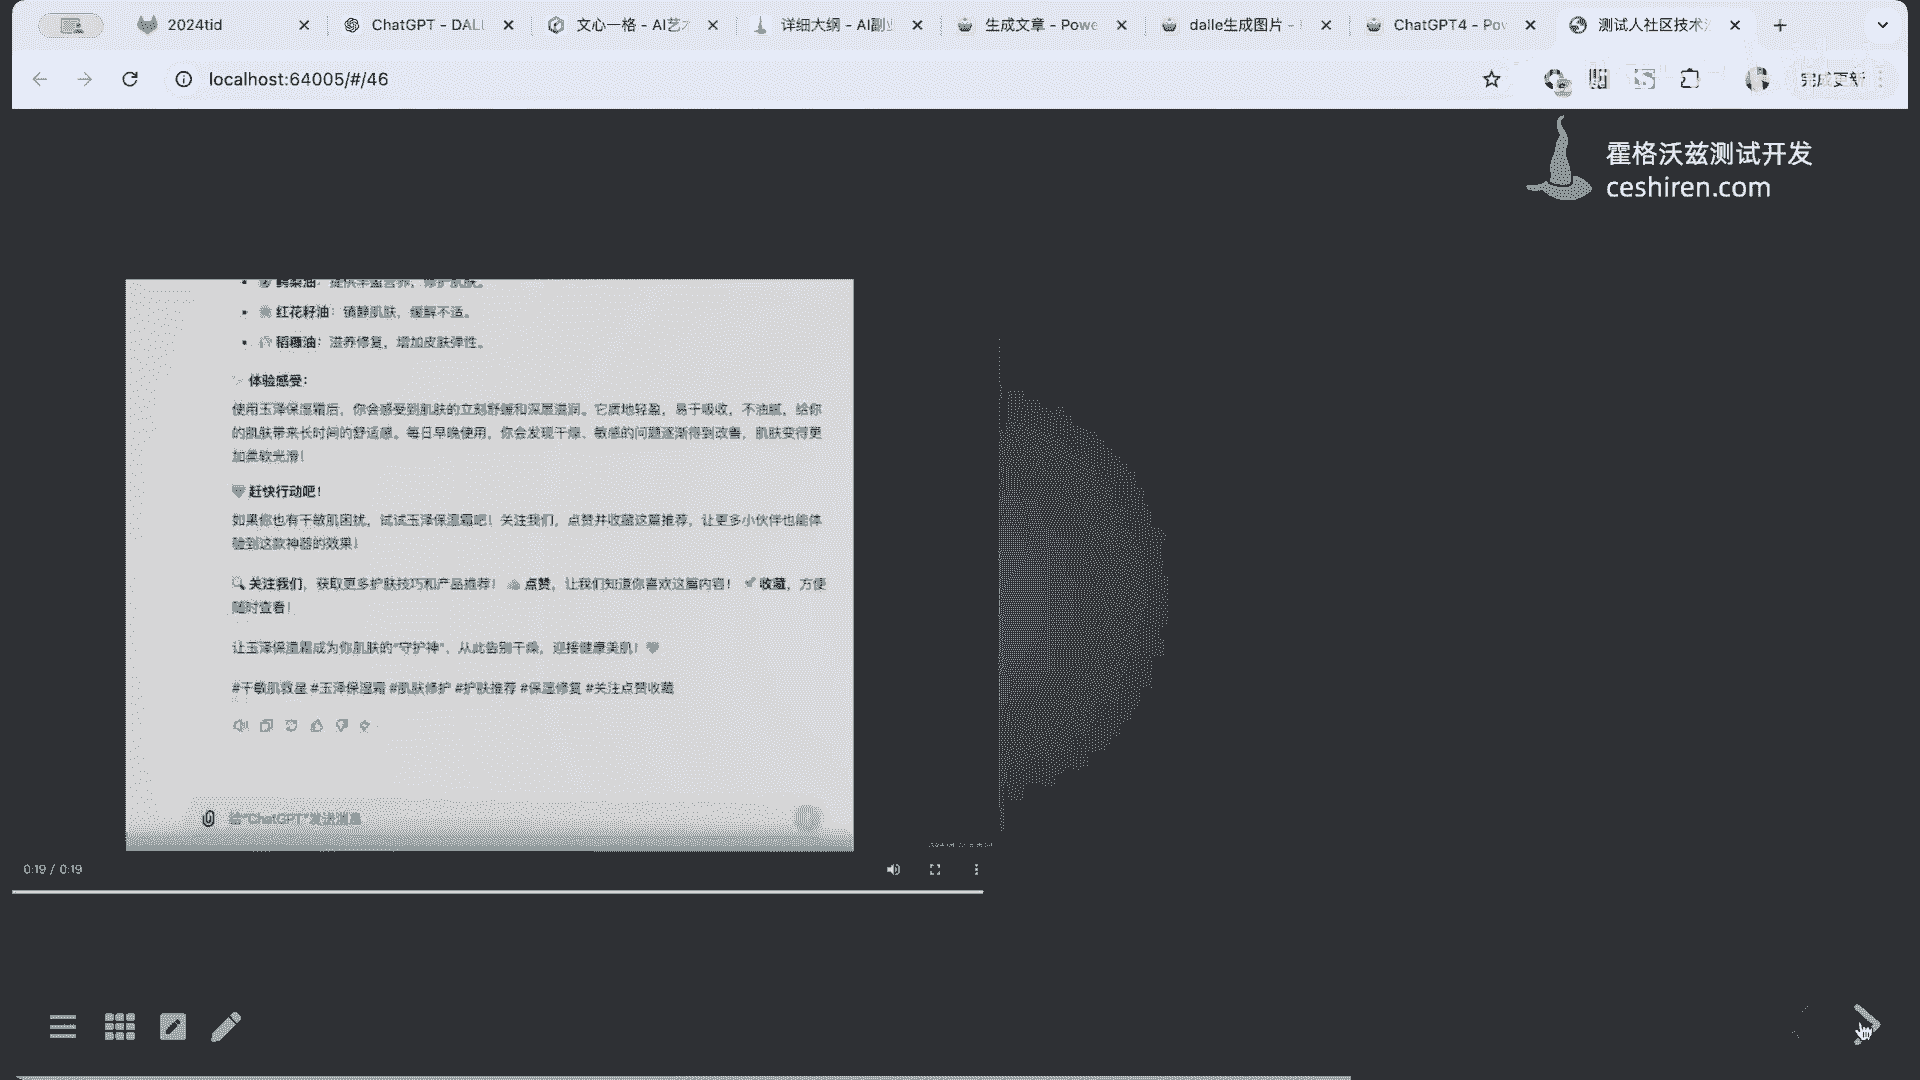 2024tid
ChatGPT - DALL
文心一格 - AI艺术
详细大纲 - AI副业
生成文章 - Powe
dalle生成图片 -
ChatGPT4 - Pow
测试人社区技术
localhost:64005/#/46
完成更新
霍格沃兹测试开发
ceshiren.com
红花籽油：镇静肌肤，缓解不适。
稻糠油：滋养修复，增加皮肤弹性。
体验感受：
使用玉泽保湿霜后，你会感受到肌肤的立刻舒缓和深层滋润。它质地轻盈，易于吸收，不油腻，给你
的肌肤带来长时间的舒适感。每日早晚使用，你会发现干燥、敏感的问题逐渐得到改善，肌肤变得更
加柔软光滑！
赶快行动吧！
如果你也有干敏肌困扰，试试玉泽保湿霜吧！关注我们，点赞并收藏这篇推荐，让更多小伙伴也能体
验到这款神器的效果！
关注我们，获取更多护肤技巧和产品推荐！ 点赞，让我们知道你喜欢这篇内容！ 收藏，方便
随时查看！
让玉泽保湿霜成为你肌肤的“守护神”，从此告别干燥，迎接健康美肌！
#干敏肌救星 #玉泽保湿霜 #肌肤修护 #护肤推荐 #保湿修复 #关注点赞收藏
给“ChatGPT”发送消息
0:19 / 0:19